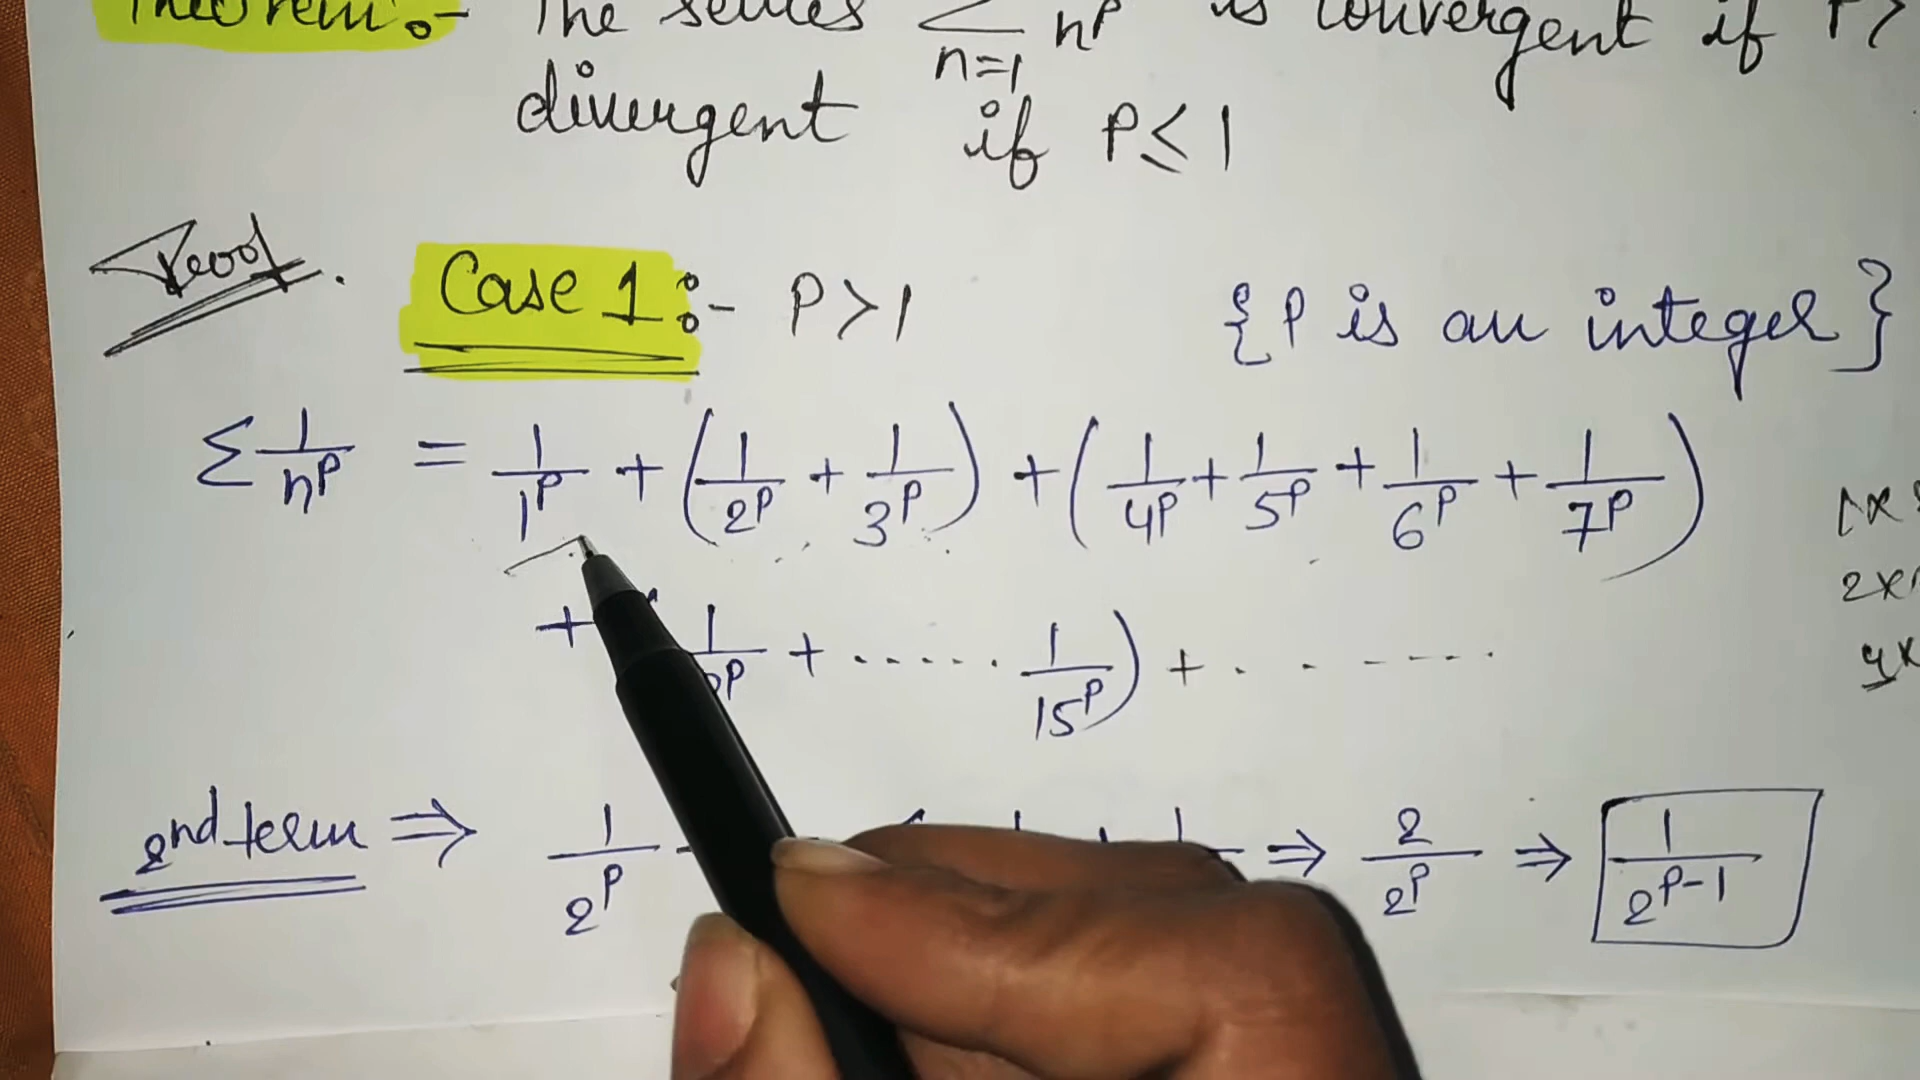 Theorem :- The series ∑ n=1 n^p is convergent if P >
divergent if P ≤ 1
Proof. Case 1 :- P > 1 {P is an integer}
∑ 1/n^p = 1/1^p + (1/2^p + 1/3^p) + (1/4^p + 1/5^p + 1/6^p + 1/7^p)
+ 1/ + ..... 1/15^p) + . . - ----
2nd term ⇒ 1/2^p ⇒ 2/2^p ⇒ 1/2^(p-1)